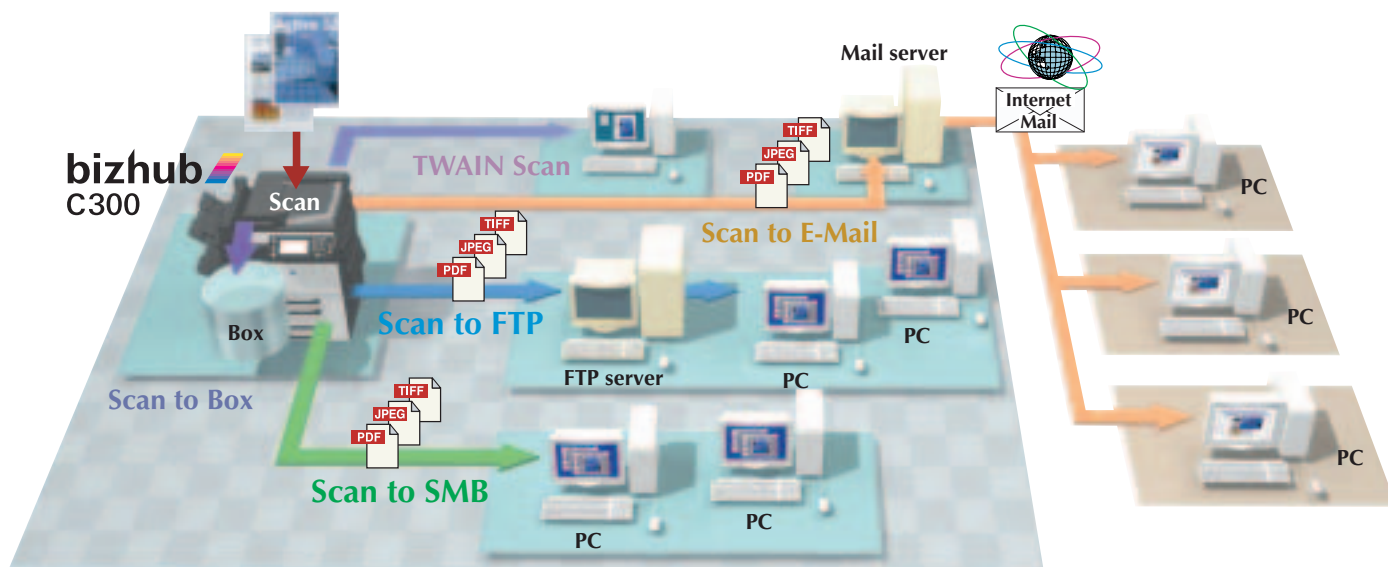 Mail server
Internet
Mail
TIFF
JPEG
PDF
TWAIN Scan
bizhub
C300
Scan
PC
Scan to E-Mail
TIFF
JPEG
PDF
Scan to FTP
Box
PC
PC
FTP server
PC
Scan to Box
TIFF
JPEG
PDF
Scan to SMB
PC
PC
PC